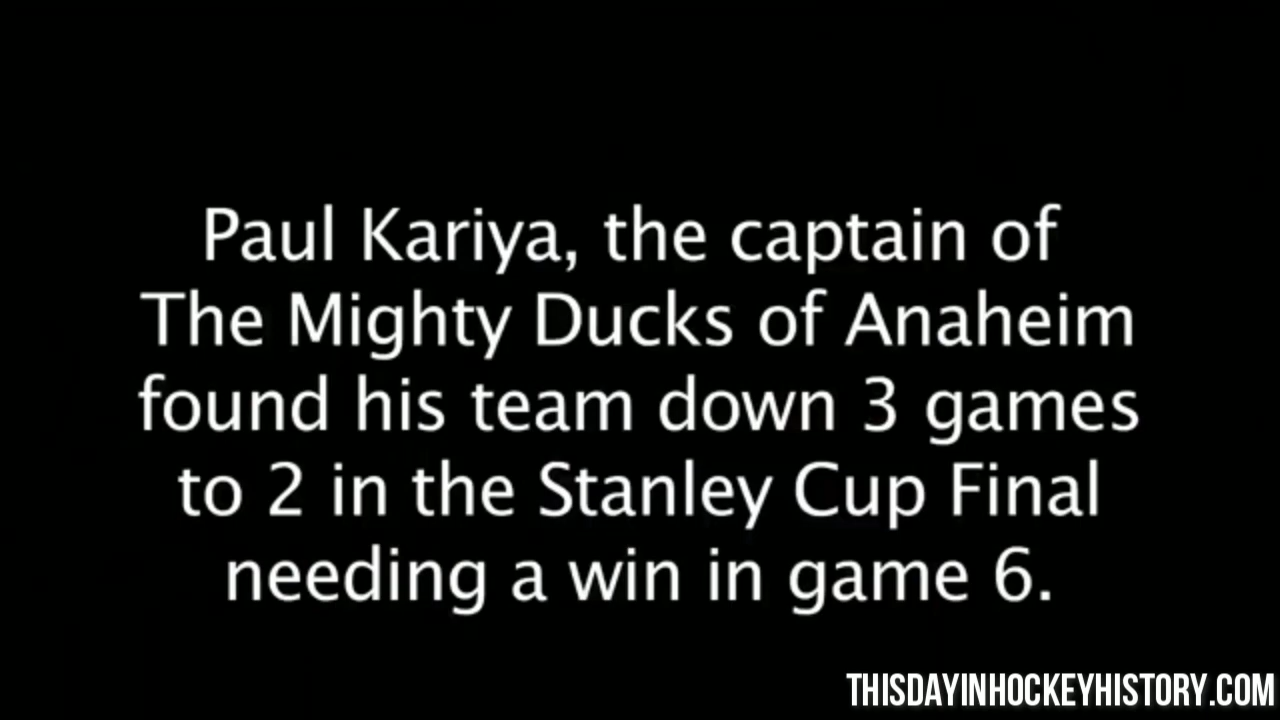 Paul Kariya, the captain of
The Mighty Ducks of Anaheim
found his team down 3 games
to 2 in the Stanley Cup Final
needing a win in game 6.
THISDAYINHOCKEYHISTORY.COM